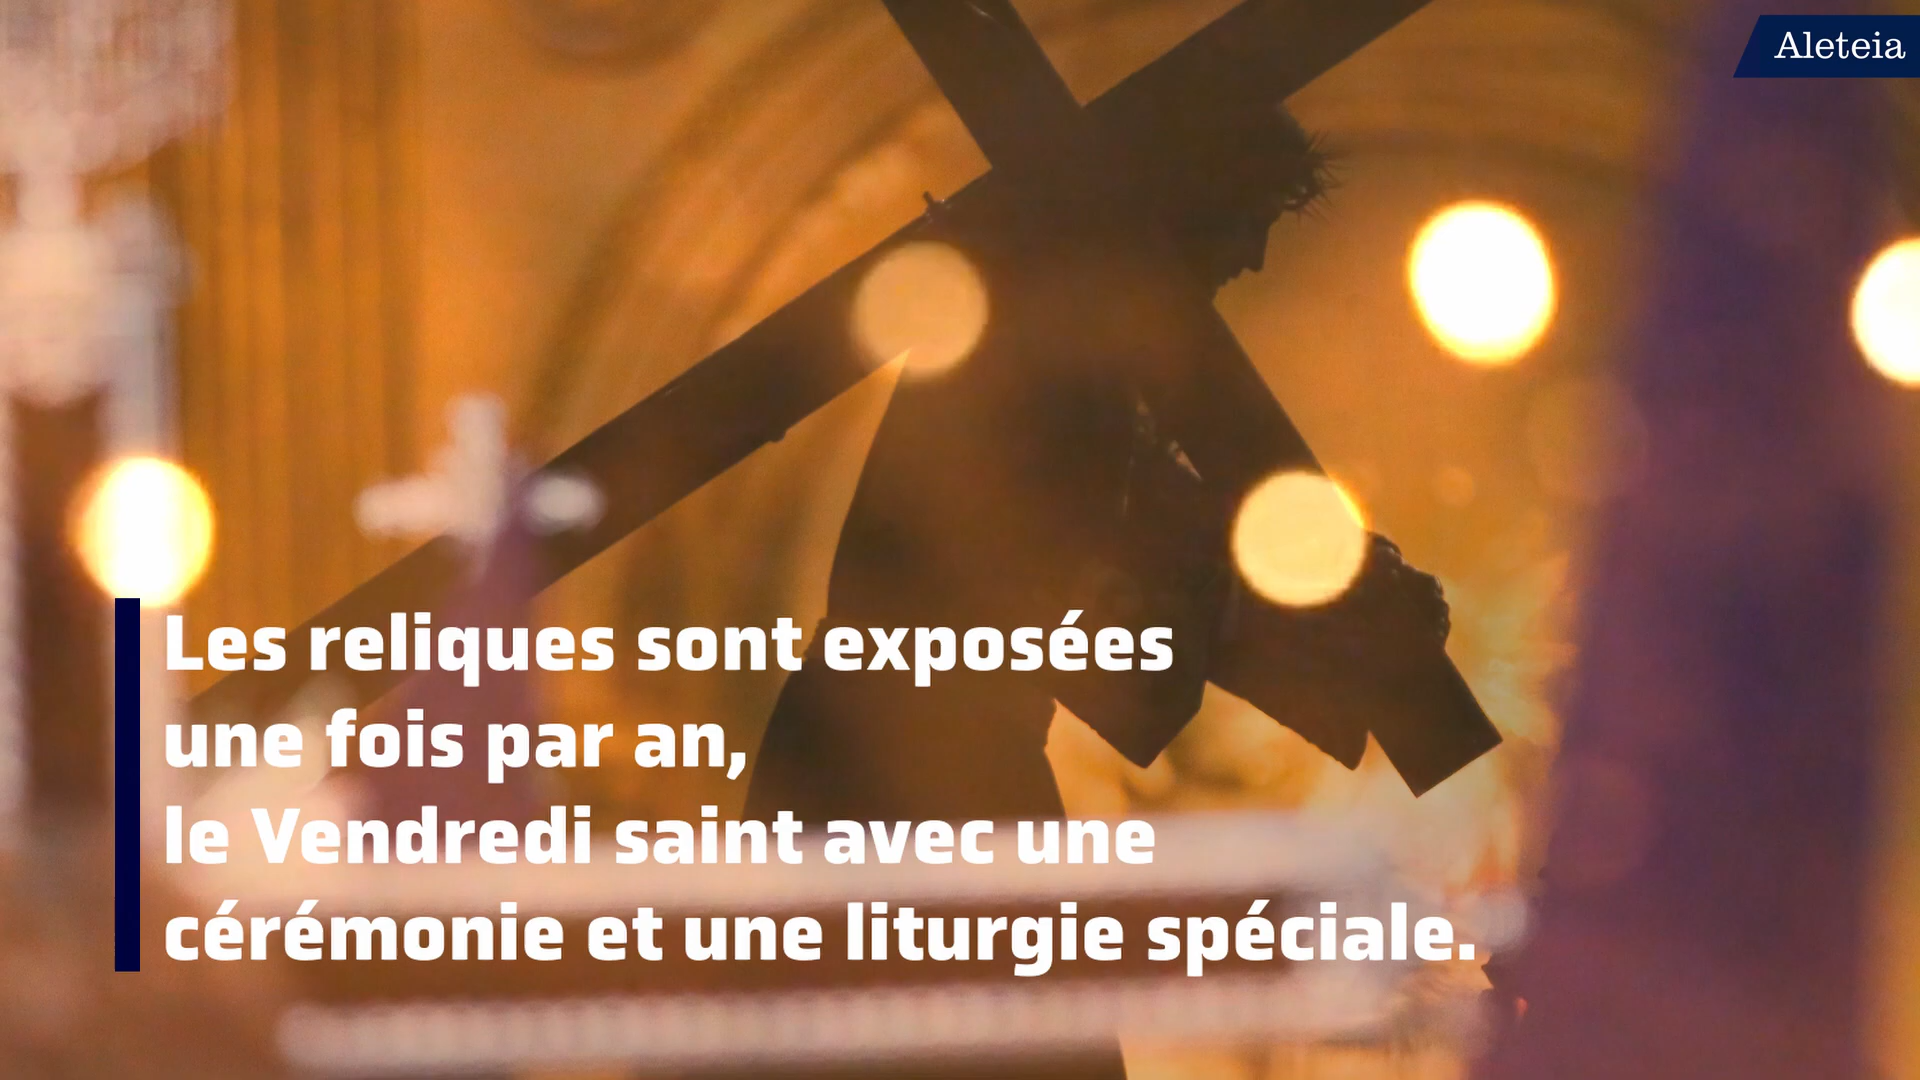 Aleteia
Les reliques sont exposées
une fois par an,
le Vendredi saint avec une
cérémonie et une liturgie spéciale.